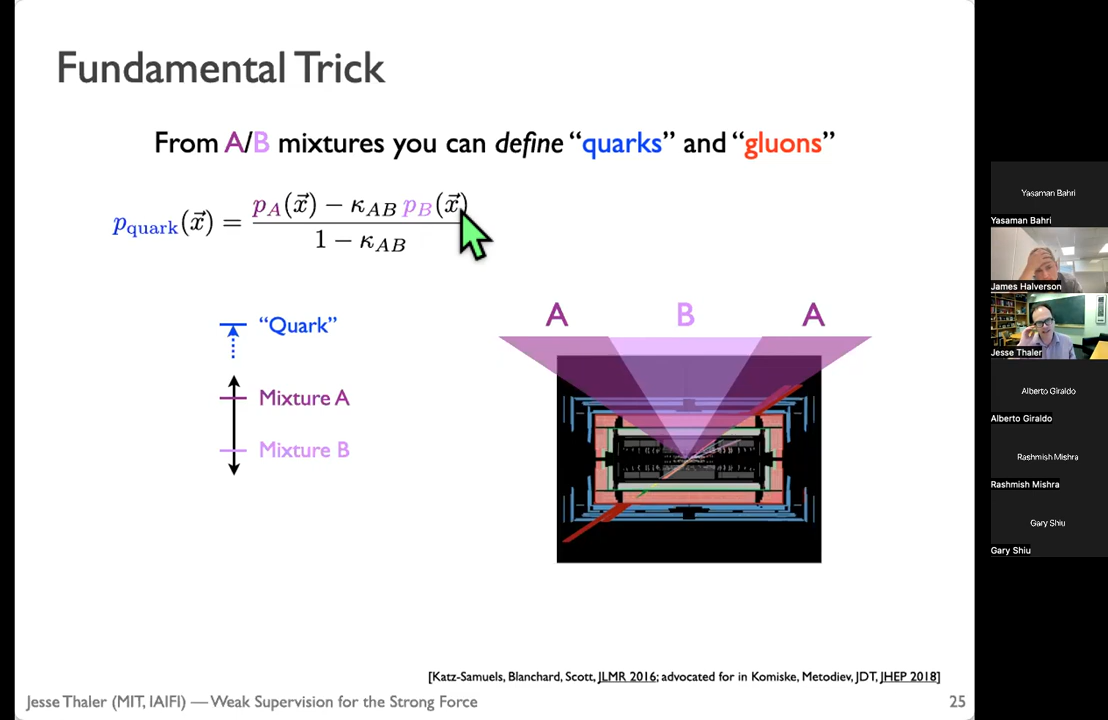 Fundamental Trick
From A/B mixtures you can define “quarks” and “gluons”
p_quark(x⃗) = (p_A(x⃗) − κ_AB p_B(x⃗)) / (1 − κ_AB)
“Quark”
Mixture A
Mixture B
A B A
[Katz-Samuels, Blanchard, Scott, JLMR 2016; advocated for in Komiske, Metodiev, JDT, JHEP 2018]
Jesse Thaler (MIT, IAIFI) — Weak Supervision for the Strong Force 25
Yasaman Bahri
Yasaman Bahri
James Halverson
Jesse Thaler
Alberto Giraldo
Alberto Giraldo
Rashmish Mishra
Rashmish Mishra
Gary Shiu
Gary Shiu